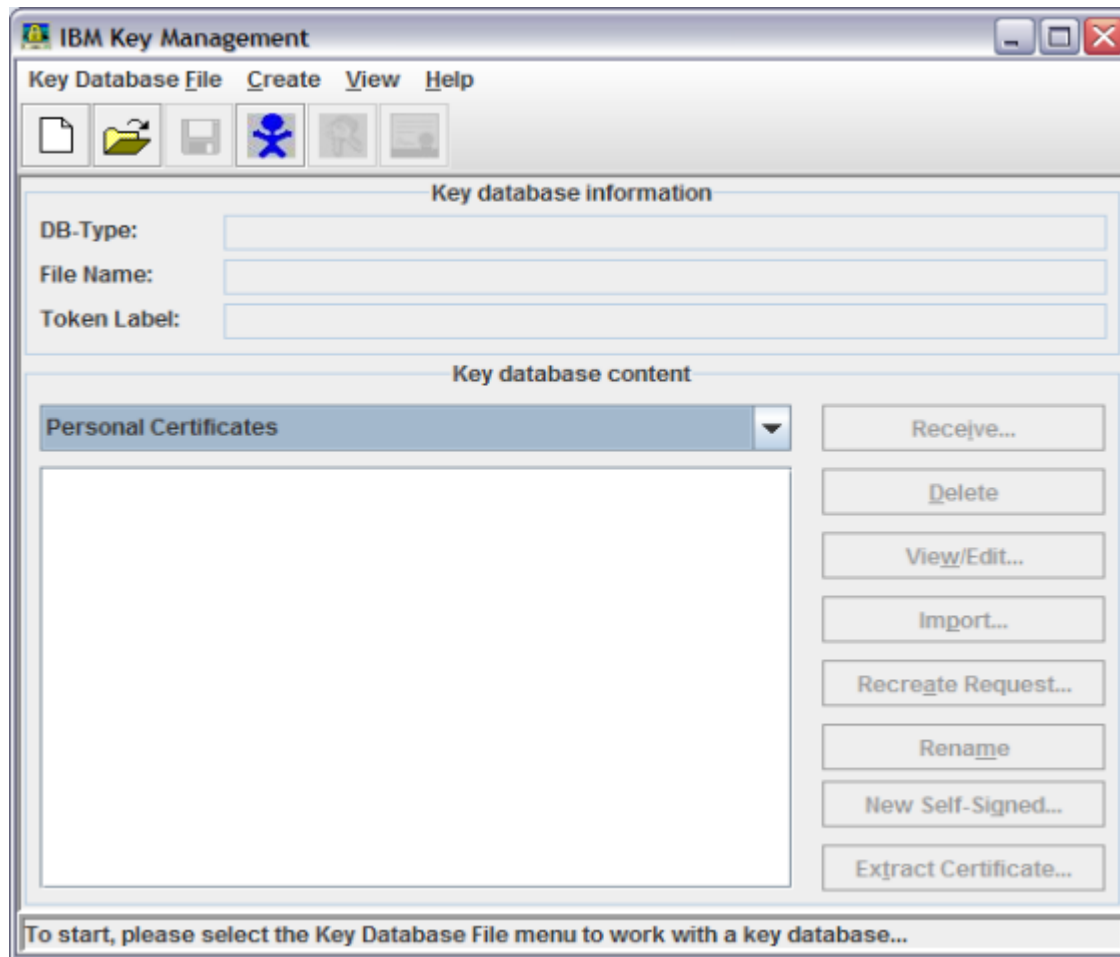 IBM Key Management
Key Database File Create View Help
Key database information
DB-Type:
File Name:
Token Label:
Key database content
Personal Certificates
Receive...
Delete
View/Edit...
Import...
Recreate Request...
Rename
New Self-Signed...
Extract Certificate...
To start, please select the Key Database File menu to work with a key database...